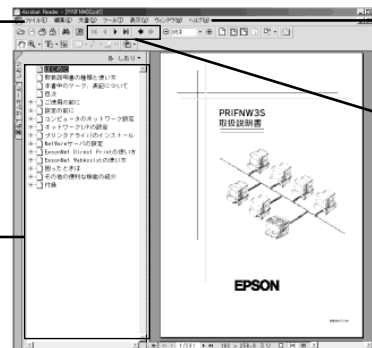 Acrobat Reader - [PRIFNW3S.pdf]
ファイル(F) 編集(E) 文書(D) ツール(T) 表示(V) ウィンドウ(W) ヘルプ(H)
しおり
はじめに
取扱説明書の種類と使い方
本書中のマーク、表記について
目次
ご使用の前に
設定の前に
コンピュータのネットワーク設定
ネットワークI/Fの設定
プリンタドライバのインストール
NetWareサーバの設定
EpsonNet Direct Printの使い方
EpsonNet WebAssistの使い方
困ったときは
その他の便利な機能の紹介
付録
PRIFNW3S
取扱説明書
EPSON